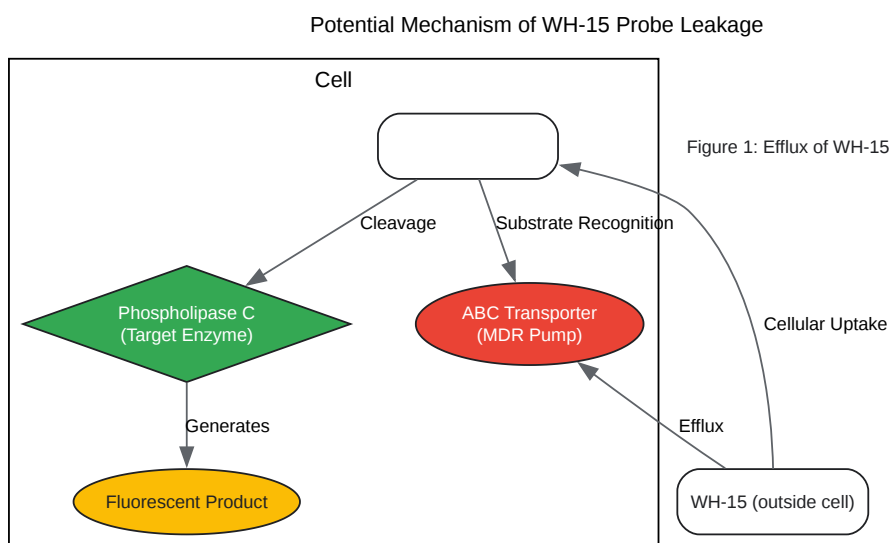 Potential Mechanism of WH-15 Probe Leakage
Cell
Figure 1: Efflux of WH-15
Cleavage
Substrate Recognition
Phospholipase C
(Target Enzyme)
ABC Transporter
(MDR Pump)
Cellular Uptake
Generates
Efflux
Fluorescent Product
WH-15 (outside cell)